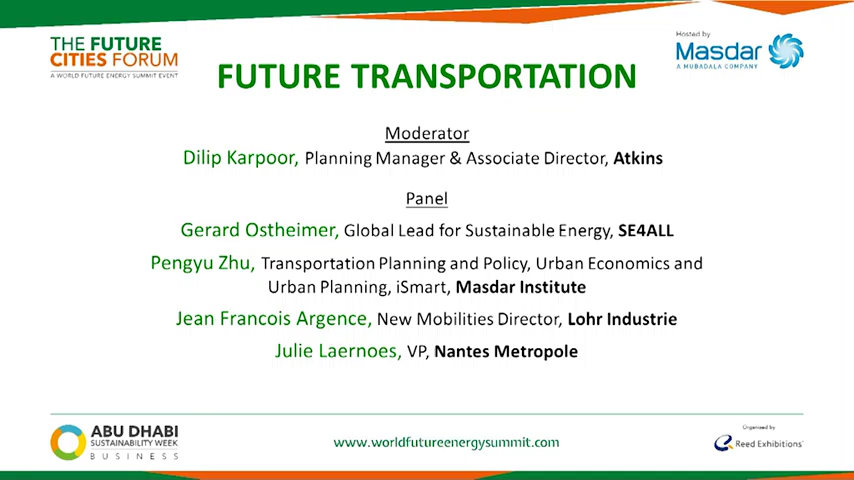 THE FUTURE
CITIES FORUM
A WORLD FUTURE ENERGY SUMMIT EVENT
Hosted by
Masdar
A MUBADALA COMPANY
FUTURE TRANSPORTATION
Moderator
Dilip Karpoor, Planning Manager & Associate Director, Atkins
Panel
Gerard Ostheimer, Global Lead for Sustainable Energy, SE4ALL
Pengyu Zhu, Transportation Planning and Policy, Urban Economics and
Urban Planning, iSmart, Masdar Institute
Jean Francois Argence, New Mobilities Director, Lohr Industrie
Julie Laernoes, VP, Nantes Metropole
ABU DHABI
SUSTAINABILITY WEEK
BUSINESS
www.worldfutureenergysummit.com
Organised by
Reed Exhibitions